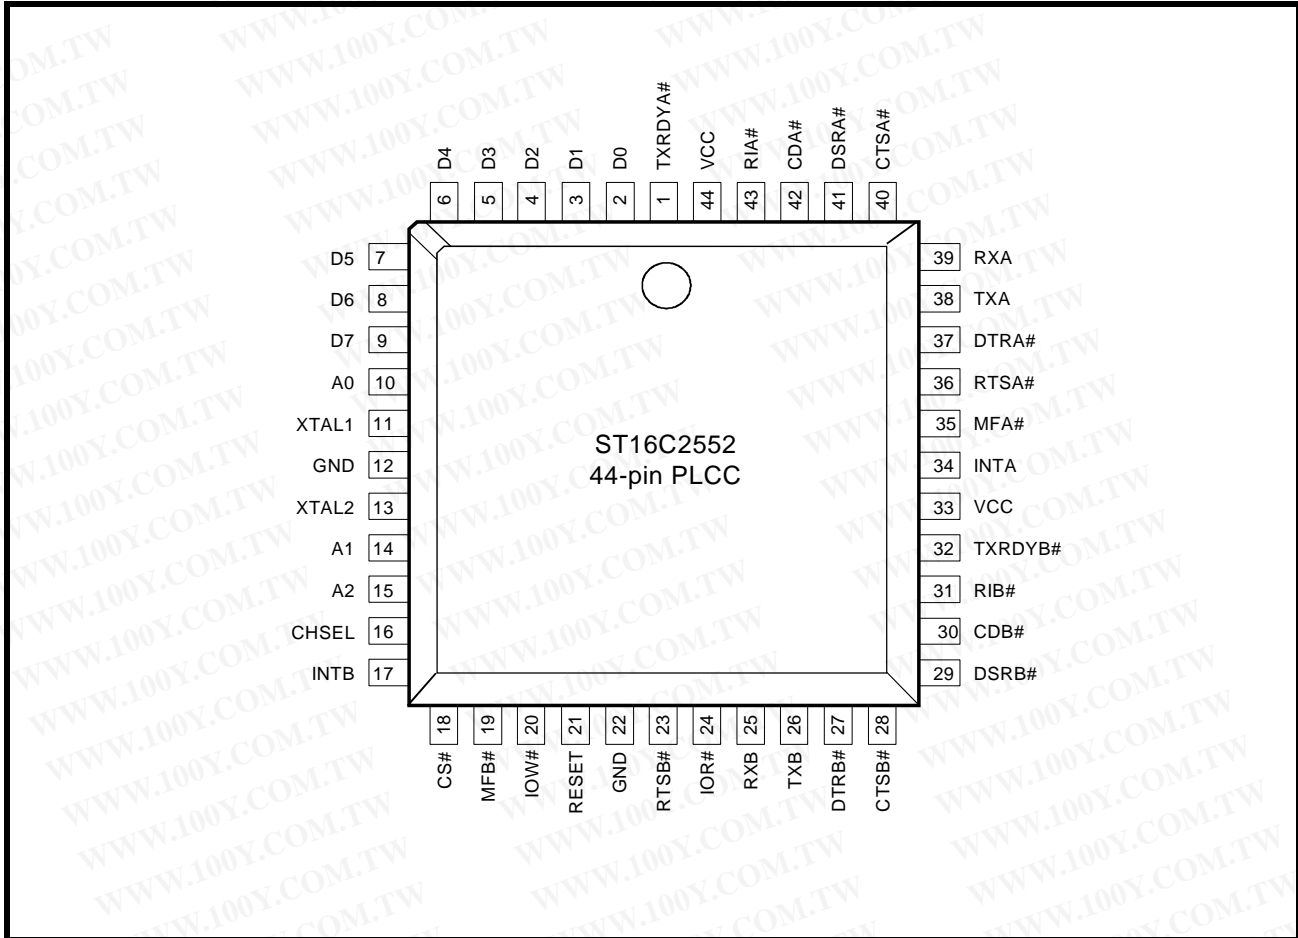 D4
D3
D2
D1
D0
TXRDYA#
VCC
RIA#
CDA#
DSRA#
CTSA#
6
5
4
3
2
1
44
43
42
41
40
D5 7
D6 8
D7 9
A0 10
XTAL1 11
GND 12
XTAL2 13
A1 14
A2 15
CHSEL 16
INTB 17
ST16C2552
44-pin PLCC
39 RXA
38 TXA
37 DTRA#
36 RTSA#
35 MFA#
34 INTA
33 VCC
32 TXRDYB#
31 RIB#
30 CDB#
29 DSRB#
18
19
20
21
22
23
24
25
26
27
28
CS#
MFB#
IOW#
RESET
GND
RTSB#
IOR#
RXB
TXB
DTRB#
CTSB#
WWW.100Y.COM.TW